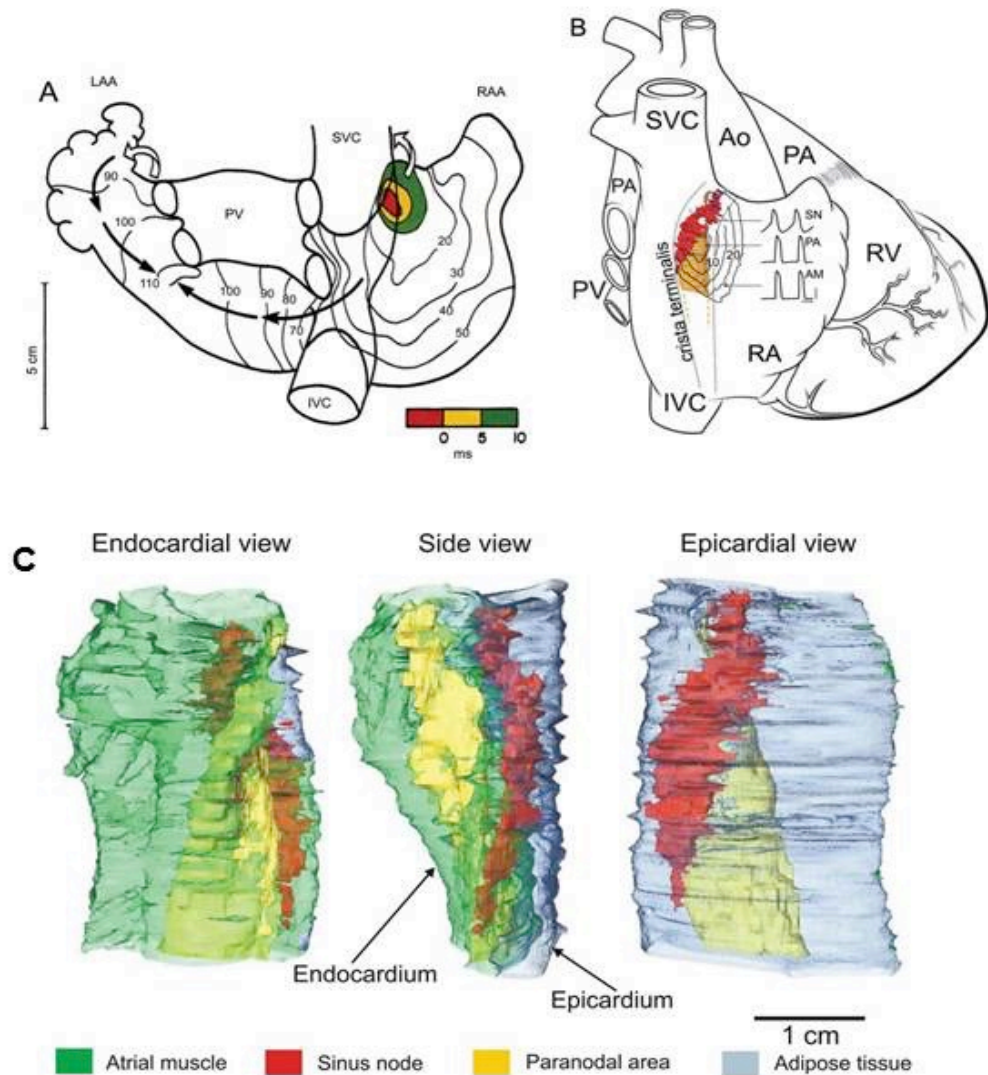 A
LAA
SVC
RAA
90
100
110
PV
100
90
80
70
20
30
40
50
IVC
5 cm
0 5 10
ms
B
SVC
Ao
PA
PA
SN
PA
AM
10
20
PV
crista terminalis
RV
RA
IVC
C
Endocardial view
Side view
Epicardial view
Endocardium
Epicardium
1 cm
Atrial muscle
Sinus node
Paranodal area
Adipose tissue